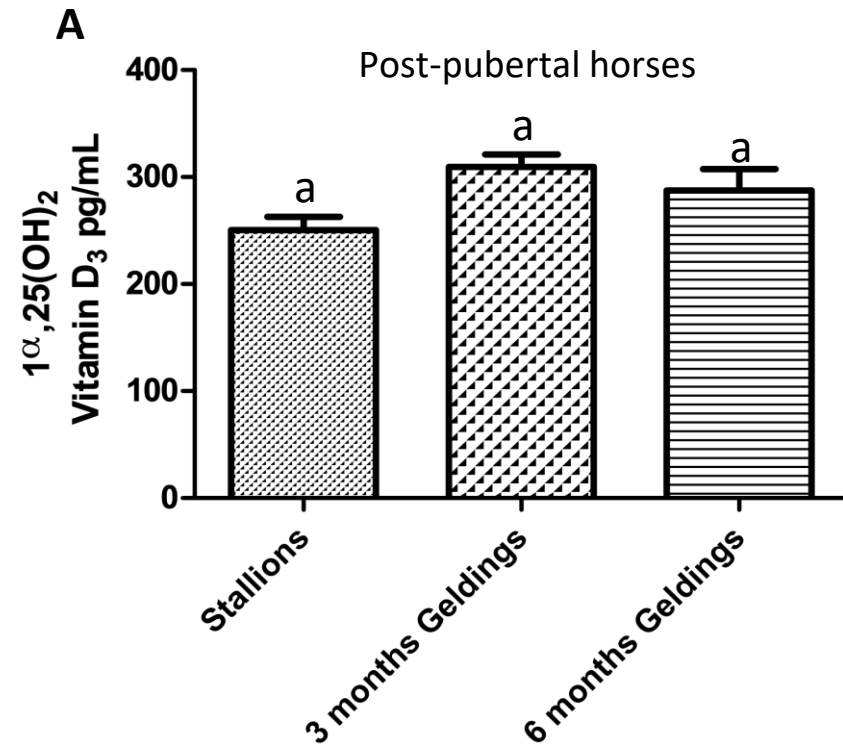 A
Post-pubertal horses
1α,25(OH)2
Vitamin D3 pg/mL
400
300
200
100
0
a
a
a
Stallions
3 months Geldings
6 months Geldings